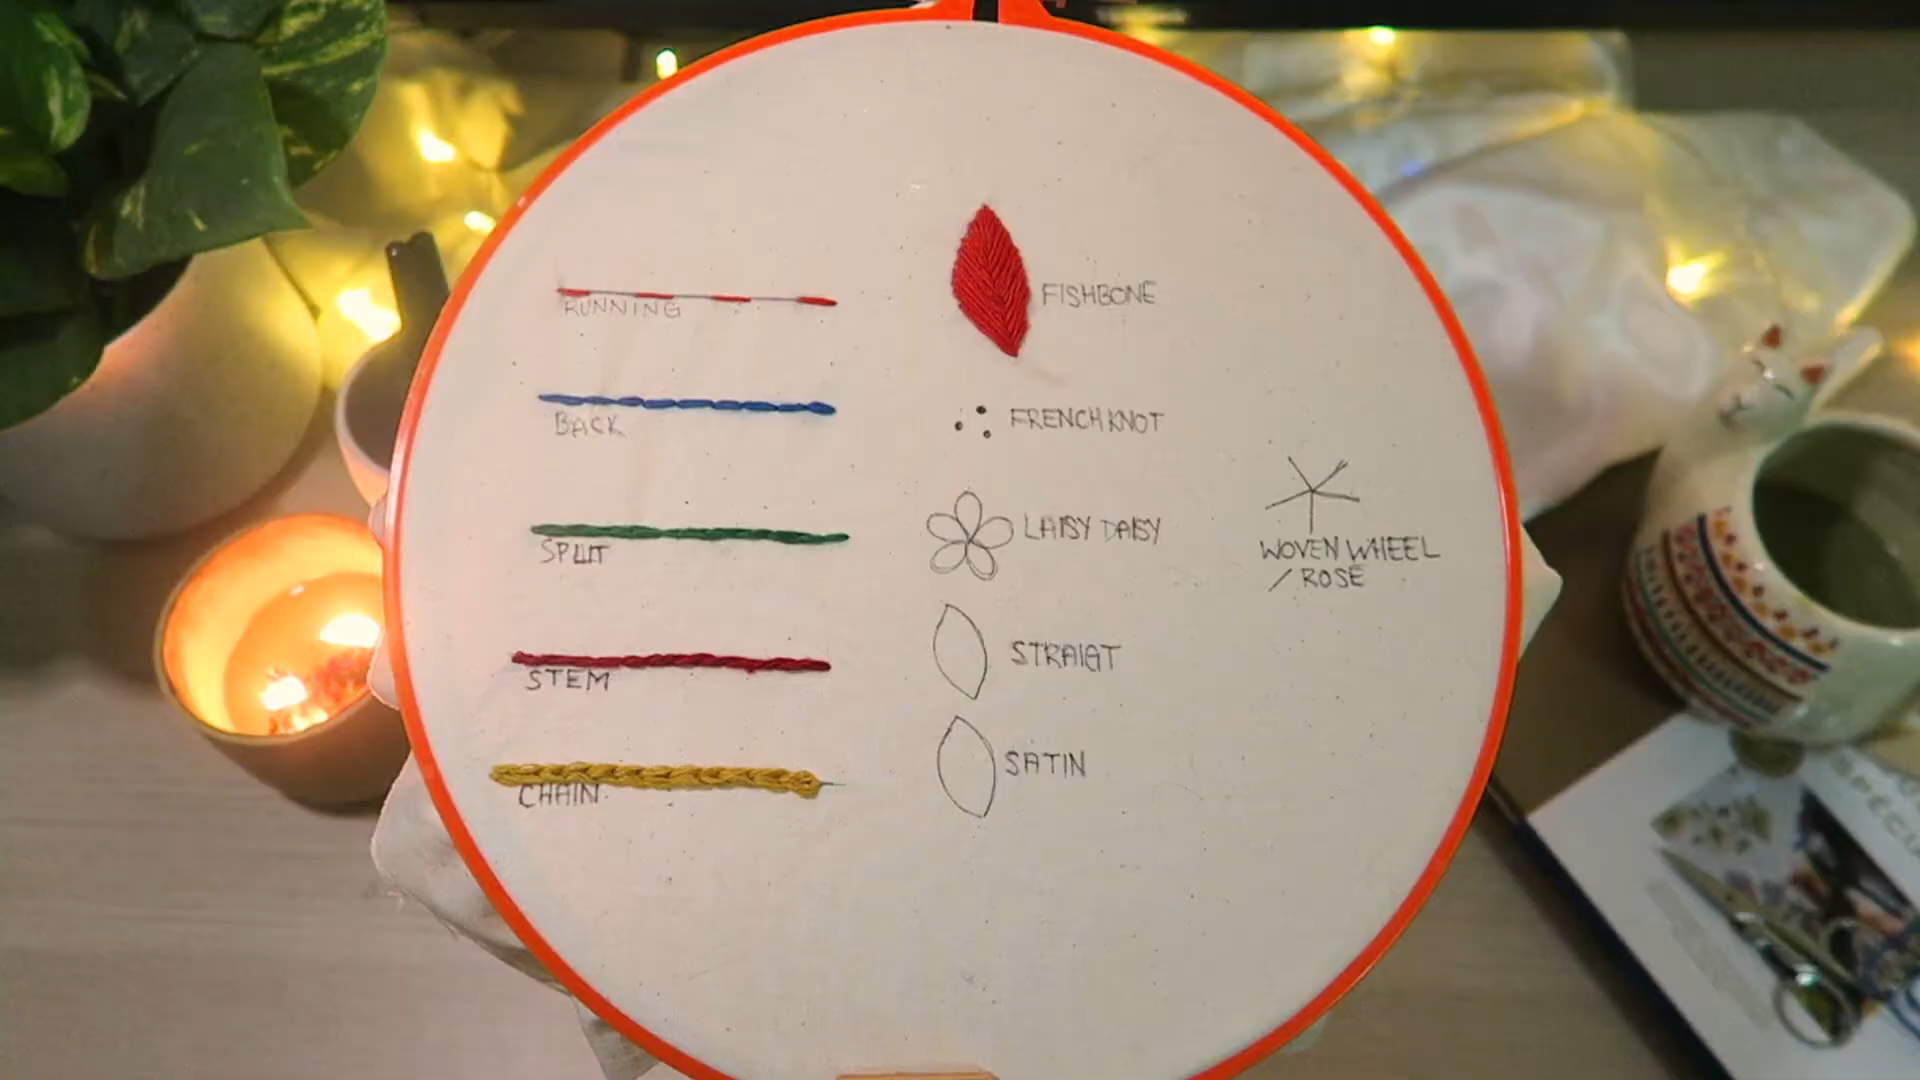 RUNNING
BACK
SPLIT
STEM
CHAIN
FISHBONE
FRENCH KNOT
LAISY DAISY
STRAIGT
SATIN
WOVEN WHEEL
/ ROSE